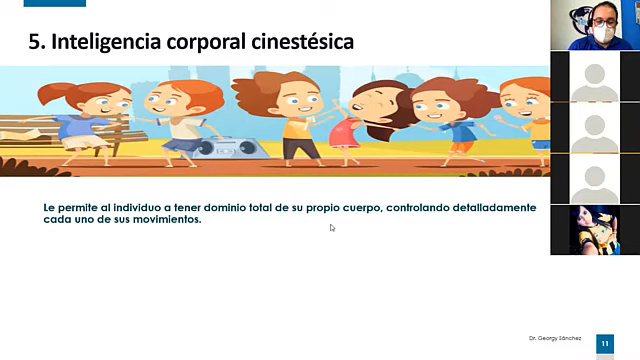 5. Inteligencia corporal cinestésica
Le permite al individuo a tener dominio total de su propio cuerpo, controlando detalladamente
cada uno de sus movimientos.
Dr. Georgy Sánchez
11